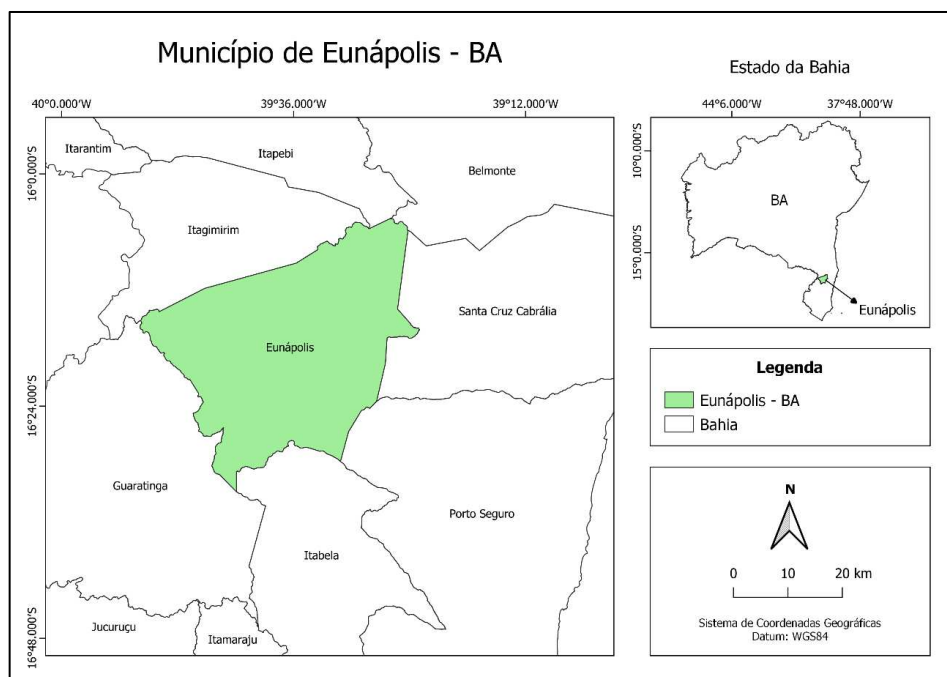 Município de Eunápolis - BA
40°0.000'W
39°36.000'W
39°12.000'W
16°0.000'S
16°24.000'S
16°48.000'S
Itarantim
Itapebi
Belmonte
Itagimirim
Santa Cruz Cabrália
Eunápolis
Guaratinga
Porto Seguro
Itabela
Jucuruçu
Itamaraju
Estado da Bahia
44°6.000'W
37°48.000'W
10°0.000'S
15°0.000'S
BA
Eunápolis
Legenda
Eunápolis - BA
Bahia
N
0 10 20 km
Sistema de Coordenadas Geográficas
Datum: WGS84